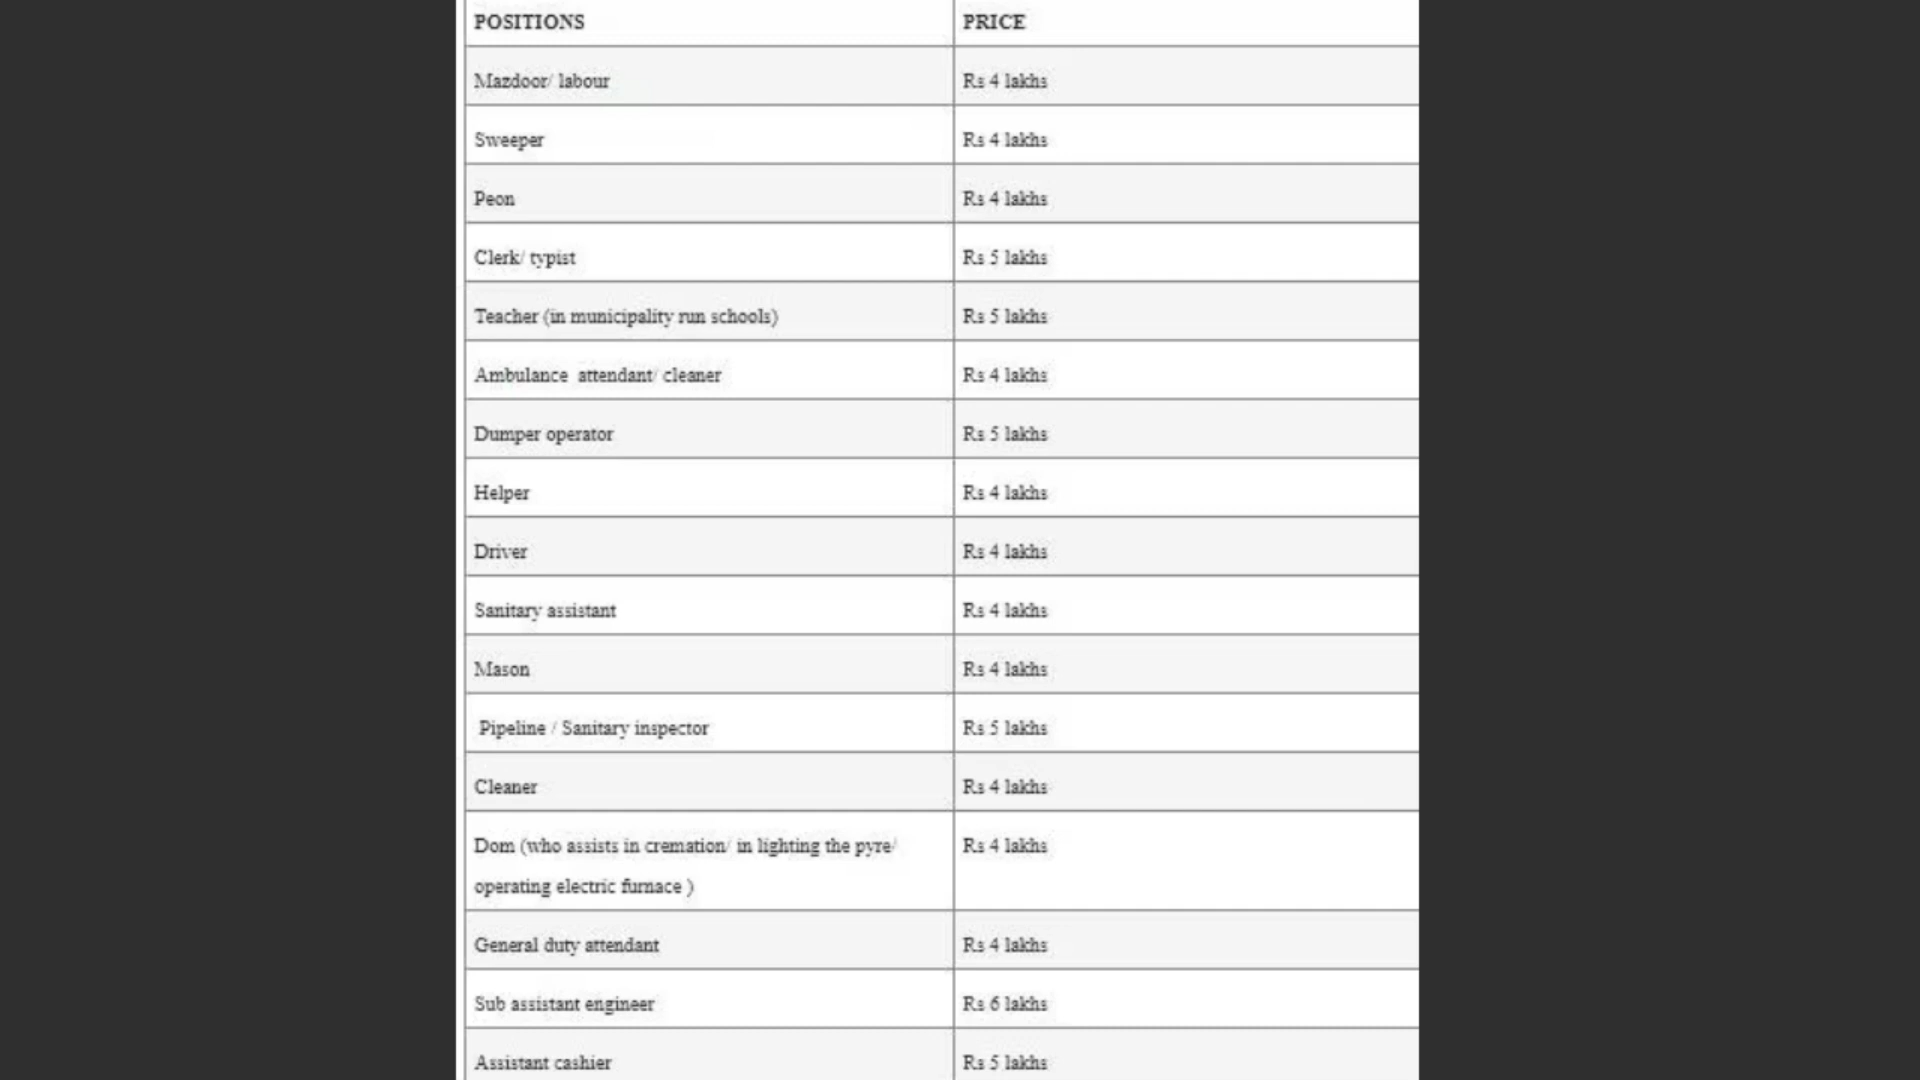 POSITIONS PRICE
Mazdoor/ labour Rs 4 lakhs
Sweeper Rs 4 lakhs
Peon Rs 4 lakhs
Clerk/ typist Rs 5 lakhs
Teacher (in municipality run schools) Rs 5 lakhs
Ambulance attendant/ cleaner Rs 4 lakhs
Dumper operator Rs 5 lakhs
Helper Rs 4 lakhs
Driver Rs 4 lakhs
Sanitary assistant Rs 4 lakhs
Mason Rs 4 lakhs
Pipeline / Sanitary inspector Rs 5 lakhs
Cleaner Rs 4 lakhs
Dom (who assists in cremation/ in lighting the pyre/ Rs 4 lakhs
operating electric furnace )
General duty attendant Rs 4 lakhs
Sub assistant engineer Rs 6 lakhs
Assistant cashier Rs 5 lakhs